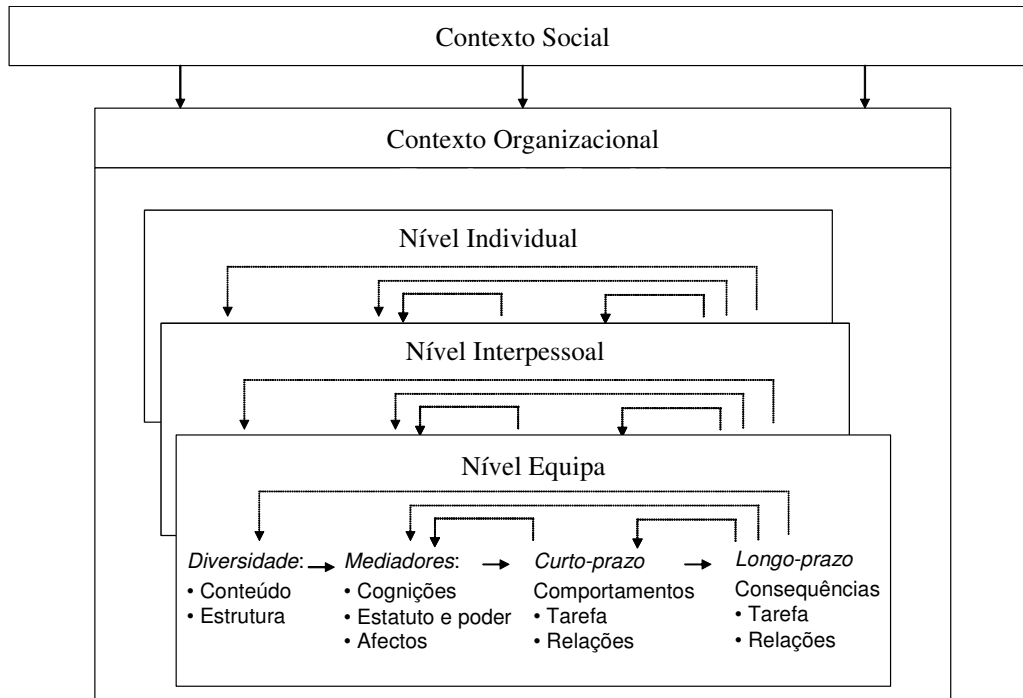 Contexto Social
Contexto Organizacional
Nível Individual
Nível Interpessoal
Nível Equipa
Diversidade:
• Conteúdo
• Estrutura
Mediadores:
• Cognições
• Estatuto e poder
• Afectos
Curto-prazo
Comportamentos
• Tarefa
• Relações
Longo-prazo
Consequências
• Tarefa
• Relações